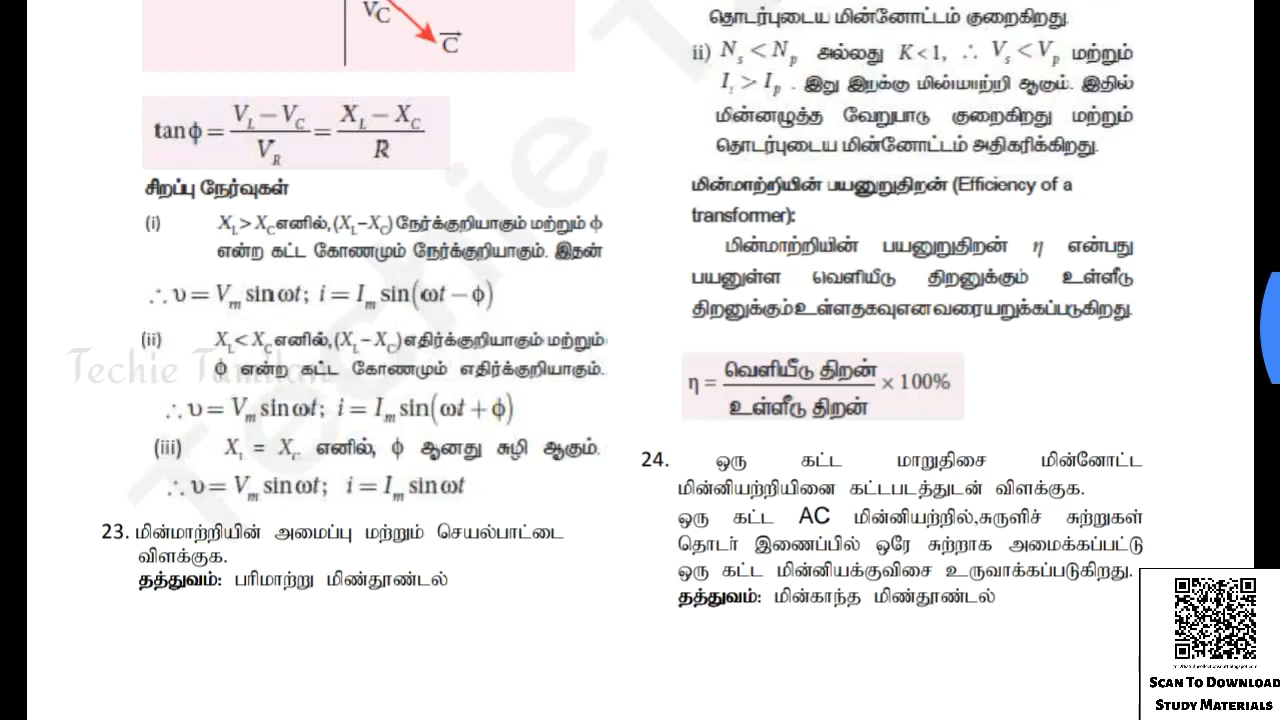 V_C
C⃗
tan ϕ = (V_L – V_C) / V_R = (X_L – X_C) / R
சிறப்பு நேர்வுகள்
(i) X_L > X_C எனில், (X_L–X_C) நேர்க்குறியாகும் மற்றும் ϕ
என்ற கட்ட கோணமும் நேர்க்குறியாகும். இதன்
∴ υ = V_m sin ωt; i = I_m sin(ωt – ϕ)
(ii) X_L < X_C எனில், (X_L – X_C) எதிர்க்குறியாகும் மற்றும்
ϕ என்ற கட்ட கோணமும் எதிர்க்குறியாகும்.
∴ υ = V_m sin ωt; i = I_m sin(ωt + ϕ)
(iii) X_L = X_C எனில், ϕ ஆனது சுழி ஆகும்.
∴ υ = V_m sin ωt; i = I_m sin ωt
23. மின்மாற்றியின் அமைப்பு மற்றும் செயல்பாட்டை
விளக்குக.
தத்துவம்: பரிமாற்று மிண்தூண்டல்
தொடர்புடைய மின்னோட்டம் குறைகிறது.
ii) N_s < N_p அல்லது K < 1, ∴ V_s < V_p மற்றும்
I_s > I_p . இது இறக்கு மின்மாற்றி ஆகும். இதில்
மின்னழுத்த வேறுபாடு குறைகிறது மற்றும்
தொடர்புடைய மின்னோட்டம் அதிகரிக்கிறது.
மின்மாற்றியின் பயனுறுதிறன் (Efficiency of a
transformer):
மின்மாற்றியின் பயனுறுதிறன் η என்பது
பயனுள்ள வெளியீடு திறனுக்கும் உள்ளீடு
திறனுக்கும் உள்ள தகவு என வரையறுக்கப்படுகிறது.
η = வெளியீடு திறன் / உள்ளீடு திறன் × 100%
24. ஒரு கட்ட மாறுதிசை மின்னோட்ட
மின்னியற்றியினை கட்டபடத்துடன் விளக்குக.
ஒரு கட்ட AC மின்னியற்றில்,சுருளிச் சுற்றுகள்
தொடர் இணைப்பில் ஒரே சுற்றாக அமைக்கப்பட்டு
ஒரு கட்ட மின்னியக்குவிசை உருவாக்கப்படுகிறது.
தத்துவம்: மின்காந்த மிண்தூண்டல்
SCAN TO DOWNLOAD
STUDY MATERIALS